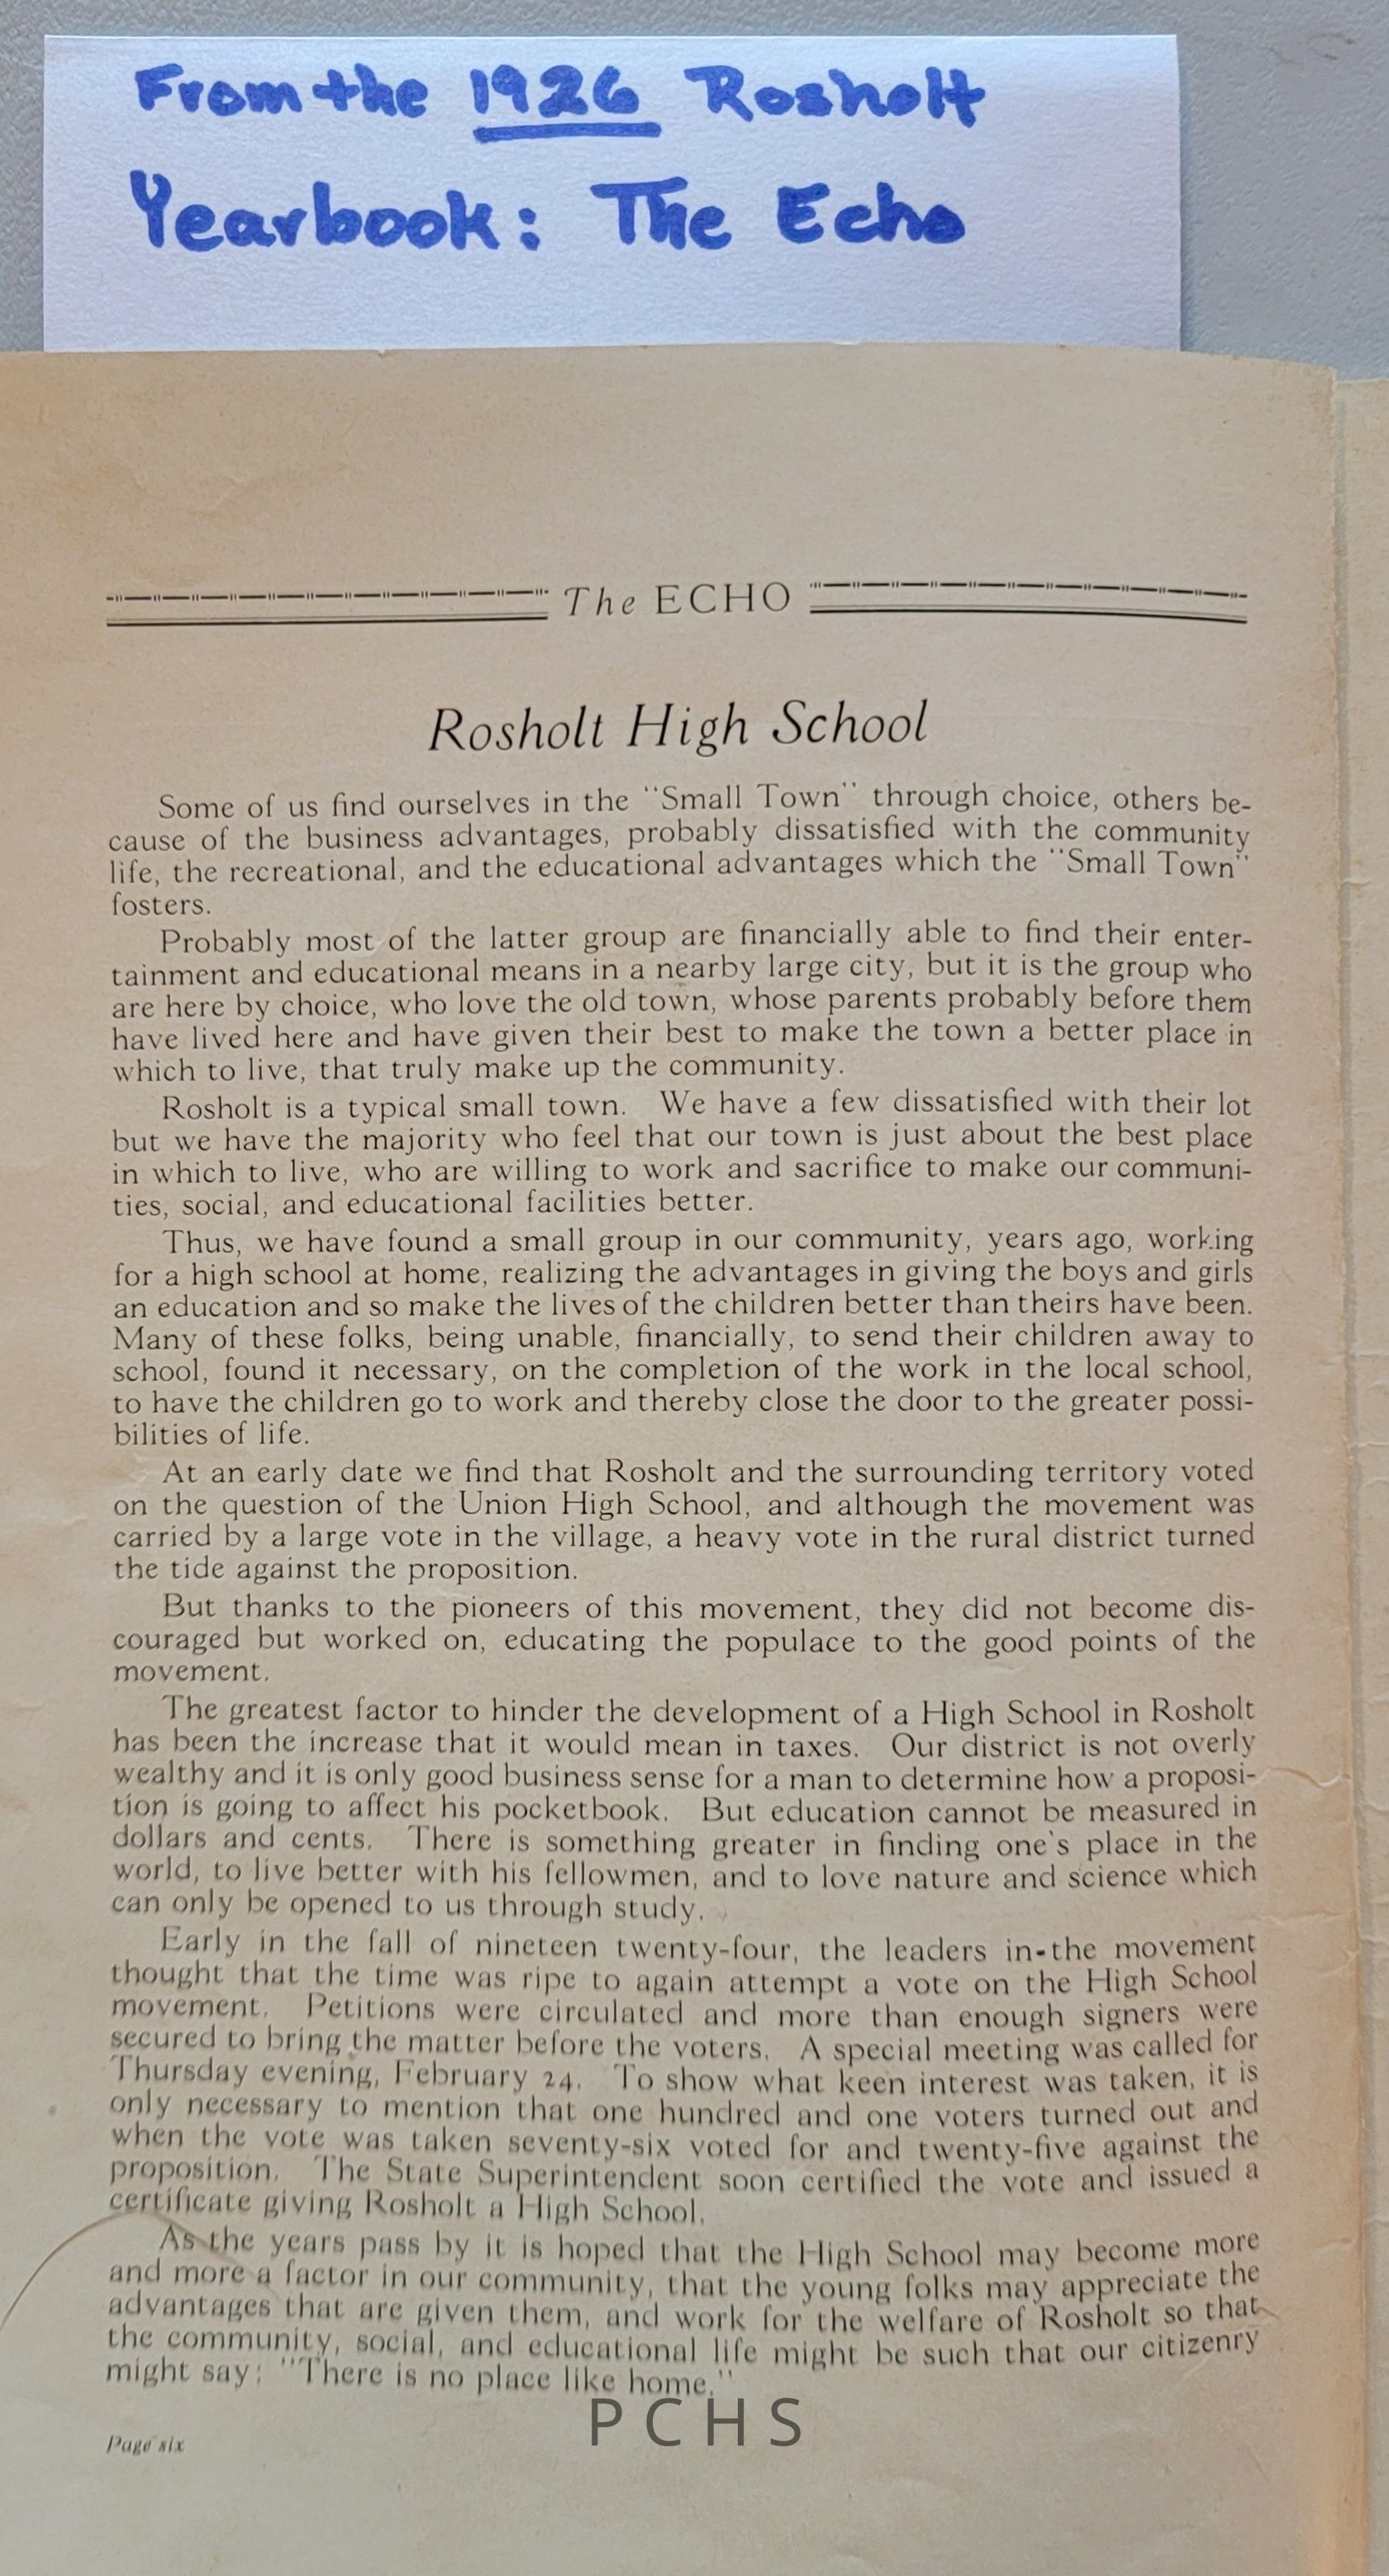 From the 1926 Rosholt
Yearbook: The Echo
The ECHO
Rosholt High School
Some of us find ourselves in the "Small Town" through choice, others be-
cause of the business advantages, probably dissatisfied with the community
life, the recreational, and the educational advantages which the "Small Town"
fosters.
Probably most of the latter group are financially able to find their enter-
tainment and educational means in a nearby large city, but it is the group who
are here by choice, who love the old town, whose parents probably before them
have lived here and have given their best to make the town a better place in
which to live, that truly make up the community.
Rosholt is a typical small town. We have a few dissatisfied with their lot
but we have the majority who feel that our town is just about the best place
in which to live, who are willing to work and sacrifice to make our communi-
ties, social, and educational facilities better.
Thus, we have found a small group in our community, years ago, working
for a high school at home, realizing the advantages in giving the boys and girls
an education and so make the lives of the children better than theirs have been.
Many of these folks, being unable, financially, to send their children away to
school, found it necessary, on the completion of the work in the local school,
to have the children go to work and thereby close the door to the greater possi-
bilities of life.
At an early date we find that Rosholt and the surrounding territory voted
on the question of the Union High School, and although the movement was
carried by a large vote in the village, a heavy vote in the rural district turned
the tide against the proposition.
But thanks to the pioneers of this movement, they did not become dis-
couraged but worked on, educating the populace to the good points of the
movement.
The greatest factor to hinder the development of a High School in Rosholt
has been the increase that it would mean in taxes. Our district is not overly
wealthy and it is only good business sense for a man to determine how a proposi-
tion is going to affect his pocketbook. But education cannot be measured in
dollars and cents. There is something greater in finding one's place in the
world, to live better with his fellowmen, and to love nature and science which
can only be opened to us through study.
Early in the fall of nineteen twenty-four, the leaders in-the movement
thought that the time was ripe to again attempt a vote on the High School
movement. Petitions were circulated and more than enough signers were
secured to bring the matter before the voters. A special meeting was called for
Thursday evening, February 24. To show what keen interest was taken, it is
only necessary to mention that one hundred and one voters turned out and
when the vote was taken seventy-six voted for and twenty-five against the
proposition. The State Superintendent soon certified the vote and issued a
certificate giving Rosholt a High School.
As the years pass by it is hoped that the High School may become more
and more a factor in our community, that the young folks may appreciate the
advantages that are given them, and work for the welfare of Rosholt so that
the community, social, and educational life might be such that our citizenry
might say: "There is no place like home."
PCHS
Page six